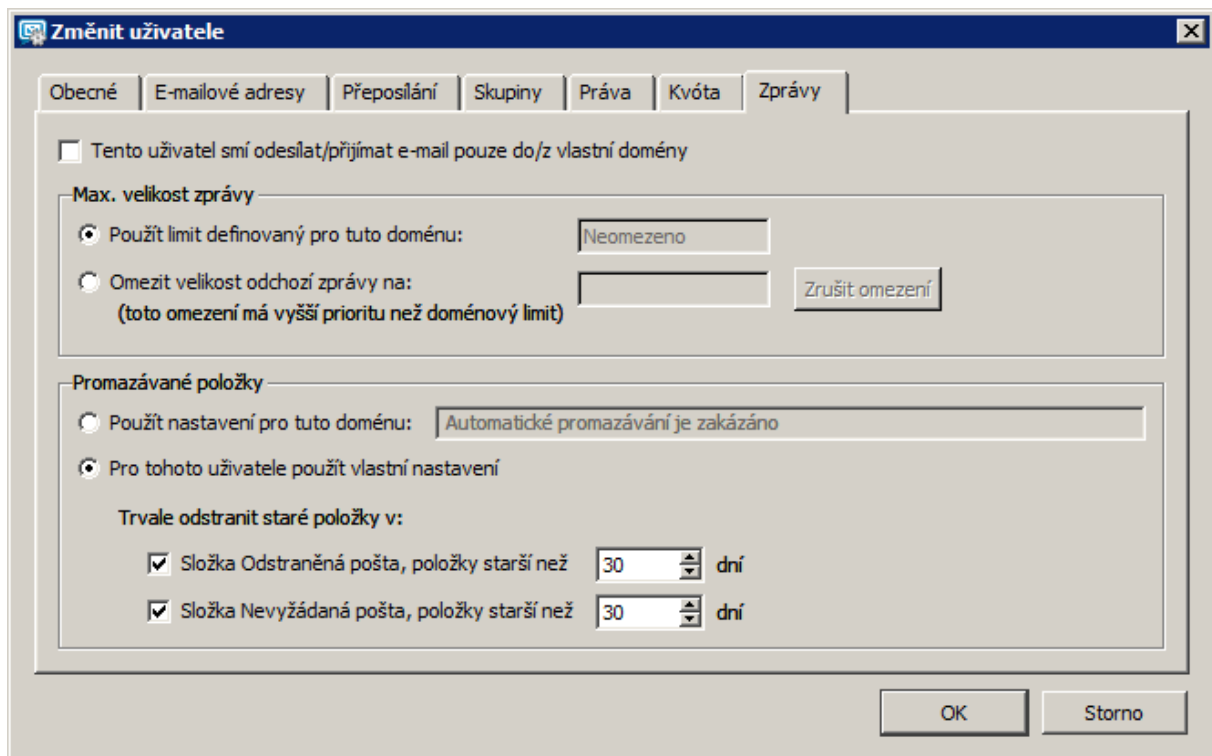 Změnit uživatele
Obecné E-mailové adresy Přeposílání Skupiny Práva Kvóta Zprávy
Tento uživatel smí odesílat/přijímat e-mail pouze do/z vlastní domény
Max. velikost zprávy
Použít limit definovaný pro tuto doménu: Neomezeno
Omezit velikost odchozí zprávy na: Zrušit omezení
(toto omezení má vyšší prioritu než doménový limit)
Promazávané položky
Použít nastavení pro tuto doménu: Automatické promazávání je zakázáno
Pro tohoto uživatele použít vlastní nastavení
Trvale odstranit staré položky v:
Složka Odstraněná pošta, položky starší než 30 dní
Složka Nevyžádaná pošta, položky starší než 30 dní
OK Storno